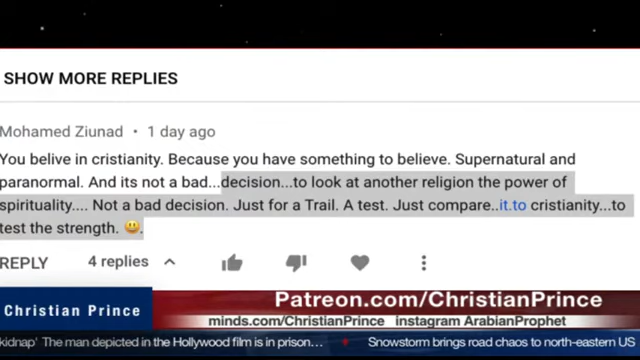 SHOW MORE REPLIES
Mohamed Ziunad • 1 day ago
You belive in cristianity. Because you have something to believe. Supernatural and
paranormal. And its not a bad...decision...to look at another religion the power of
spirituality.... Not a bad decision. Just for a Trail. A test. Just compare..it.to cristianity...to
test the strength. 😃.
REPLY 4 replies
Christian Prince
Patreon.com/ChristianPrince
minds.com/ChristianPrince instagram ArabianProphet
kidnap' The man depicted in the Hollywood film is in prison... Snowstorm brings road chaos to north-eastern US